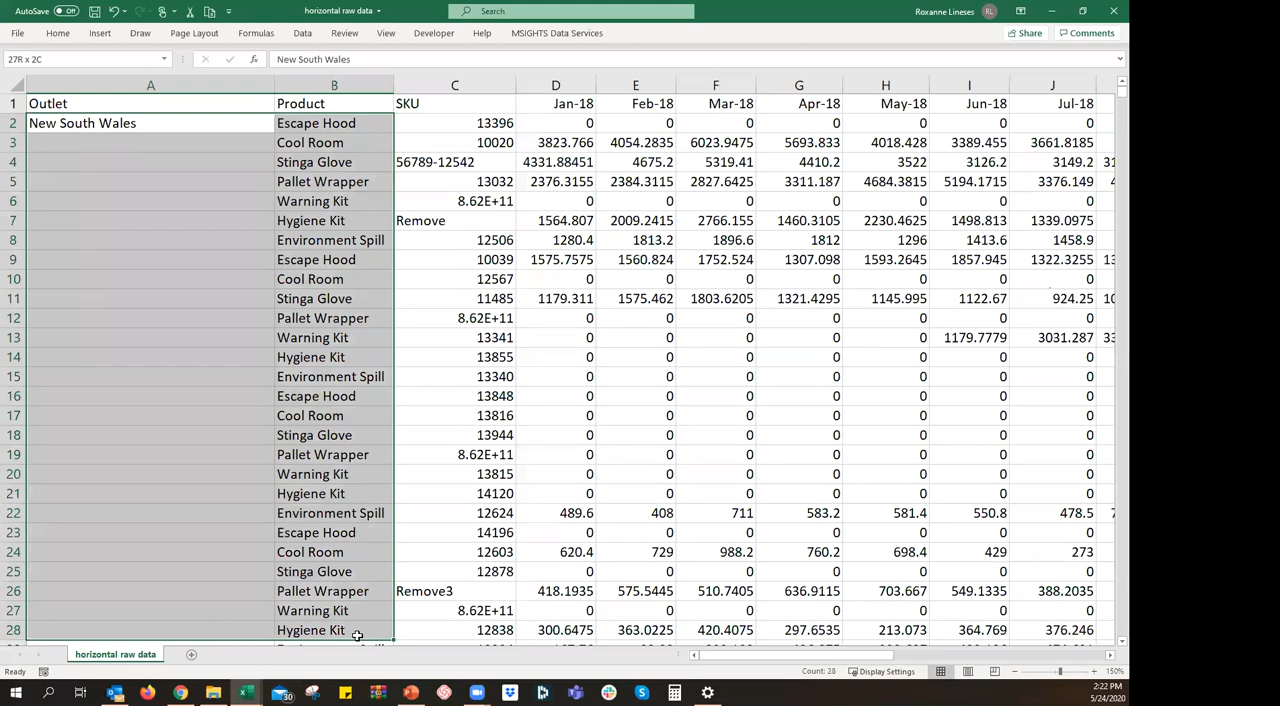 AutoSave Off horizontal raw data Search Roxanne Lineses RL
File Home Insert Draw Page Layout Formulas Data Review View Developer Help MSIGHTS Data Services Share Comments
27R x 2C fx New South Wales
A B C D E F G H I J
1 Outlet Product SKU Jan-18 Feb-18 Mar-18 Apr-18 May-18 Jun-18 Jul-18
2 New South Wales Escape Hood 13396 0 0 0 0 0 0 0
3 Cool Room 10020 3823.766 4054.2835 6023.9475 5693.833 4018.428 3389.455 3661.8185
4 Stinga Glove 56789-12542 4331.88451 4675.2 5319.41 4410.2 3522 3126.2 3149.2 31
5 Pallet Wrapper 13032 2376.3155 2384.3115 2827.6425 3311.187 4684.3815 5194.1715 3376.149
6 Warning Kit 8.62E+11 0 0 0 0 0 0 0
7 Hygiene Kit Remove 1564.807 2009.2415 2766.155 1460.3105 2230.4625 1498.813 1339.0975
8 Environment Spill 12506 1280.4 1813.2 1896.6 1812 1296 1413.6 1458.9
9 Escape Hood 10039 1575.7575 1560.824 1752.524 1307.098 1593.2645 1857.945 1322.3255 13
10 Cool Room 12567 0 0 0 0 0 0 0
11 Stinga Glove 11485 1179.311 1575.462 1803.6205 1321.4295 1145.995 1122.67 924.25 10
12 Pallet Wrapper 8.62E+11 0 0 0 0 0 0 0
13 Warning Kit 13341 0 0 0 0 0 1179.7779 3031.287 33
14 Hygiene Kit 13855 0 0 0 0 0 0 0
15 Environment Spill 13340 0 0 0 0 0 0 0
16 Escape Hood 13848 0 0 0 0 0 0 0
17 Cool Room 13816 0 0 0 0 0 0 0
18 Stinga Glove 13944 0 0 0 0 0 0 0
19 Pallet Wrapper 8.62E+11 0 0 0 0 0 0 0
20 Warning Kit 13815 0 0 0 0 0 0 0
21 Hygiene Kit 14120 0 0 0 0 0 0 0
22 Environment Spill 12624 489.6 408 711 583.2 581.4 550.8 478.5 7
23 Escape Hood 14196 0 0 0 0 0 0 0
24 Cool Room 12603 620.4 729 988.2 760.2 698.4 429 273
25 Stinga Glove 12878 0 0 0 0 0 0 0
26 Pallet Wrapper Remove3 418.1935 575.5445 510.7405 636.9115 703.667 549.1335 388.2035
27 Warning Kit 8.62E+11 0 0 0 0 0 0 0
28 Hygiene Kit 12838 300.6475 363.0225 420.4075 297.6535 213.073 364.769 376.246
horizontal raw data
Ready Count: 28 Display Settings 150%
30 2:22 PM
5/24/2020